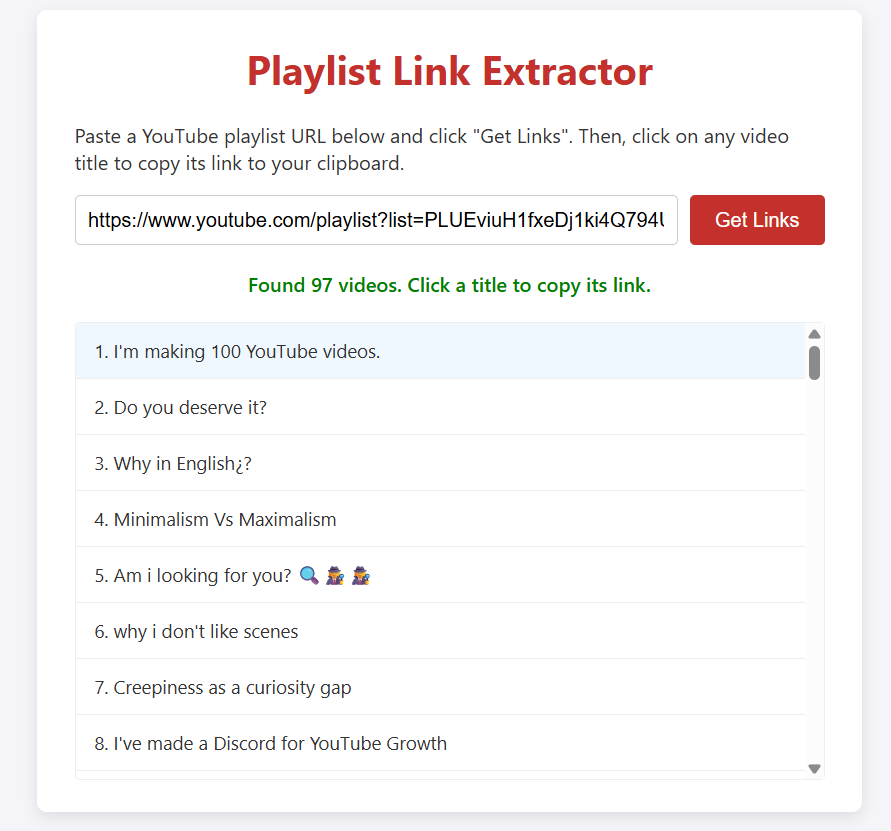 Playlist Link Extractor
Paste a YouTube playlist URL below and click "Get Links". Then, click on any video
title to copy its link to your clipboard.
https://www.youtube.com/playlist?list=PLUEviuH1fxeDj1ki4Q794U
Get Links
Found 97 videos. Click a title to copy its link.
1. I'm making 100 YouTube videos.
2. Do you deserve it?
3. Why in English¿?
4. Minimalism Vs Maximalism
5. Am i looking for you? 🔍 🕵️ 🕵️
6. why i don't like scenes
7. Creepiness as a curiosity gap
8. I've made a Discord for YouTube Growth